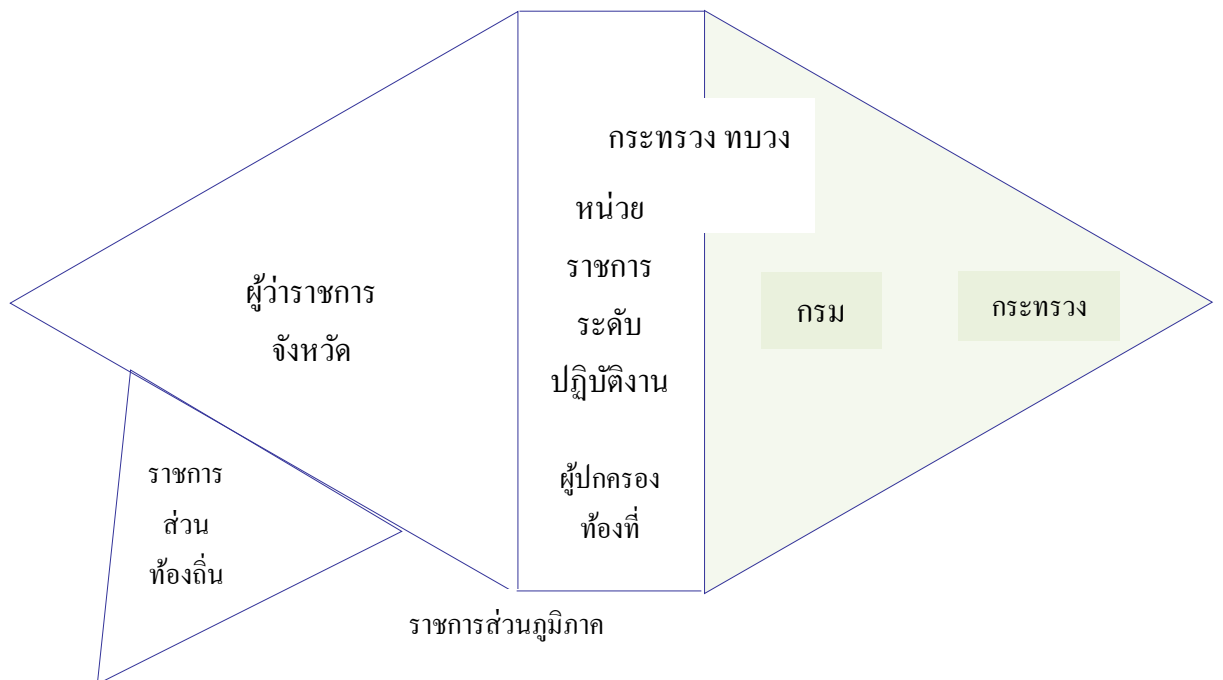 กระทรวง ทบวง
หน่วย
ราชการ
ระดับ
ปฏิบัติงาน
ผู้ปกครอง
ท้องที่
ผู้ว่าราชการ
จังหวัด
กรม
กระทรวง
ราชการ
ส่วน
ท้องถิ่น
ราชการส่วนภูมิภาค